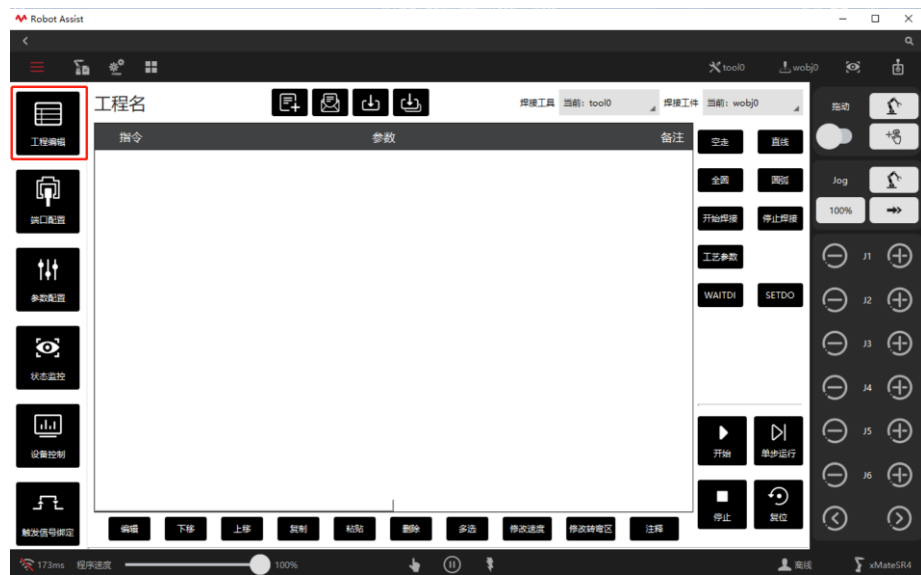 Robot Assist
tool0
wobj0
工程名
焊接工具 当前: tool0
焊接工件 当前: wobj0
工程编辑
端口配置
参数配置
状态监控
设备控制
触发信号绑定
指令 参数 备注
空走 直线
全圆 圆弧
开始焊接 停止焊接
工艺参数
WAITDI SETDO
开始 单步运行
停止 复位
编辑 下移 上移 复制 粘贴 删除 多选 修改速度 修改转弯区 注释
拖动
Jog
100%
J1
J2
J3
J4
J5
J6
173ms 程序速度 100% 离线 xMateSR4